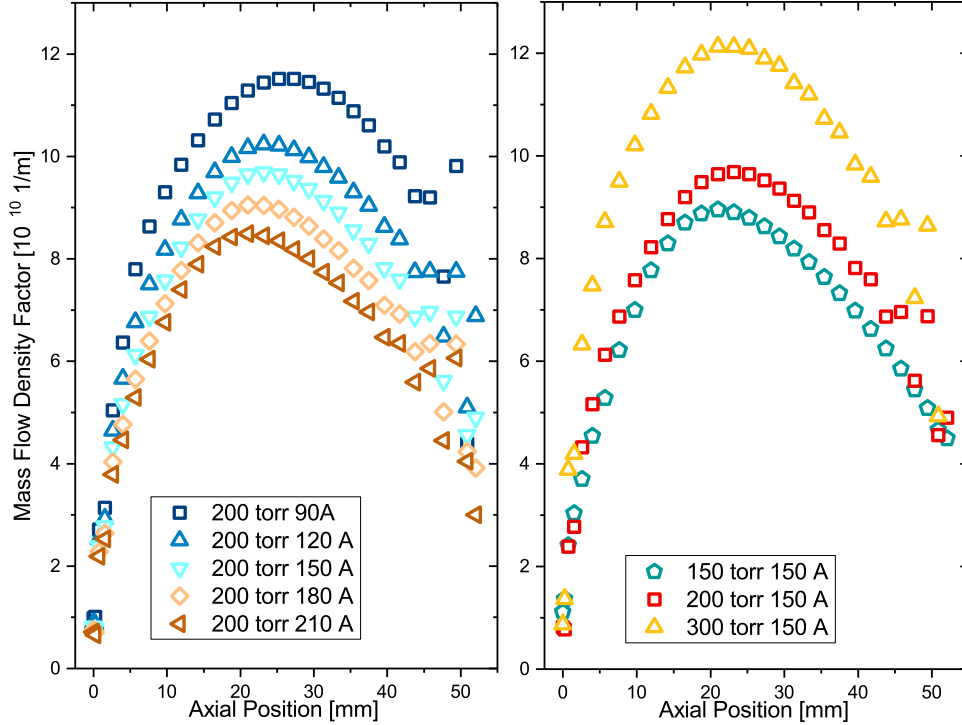 Mass Flow Density Factor [10 10 1/m]
12
10
8
6
4
2
0
0 10 20 30 40 50
Axial Position [mm]
200 torr 90A
200 torr 120 A
200 torr 150 A
200 torr 180 A
200 torr 210 A
12
10
8
6
4
2
0
0 10 20 30 40 50
Axial Position [mm]
150 torr 150 A
200 torr 150 A
300 torr 150 A